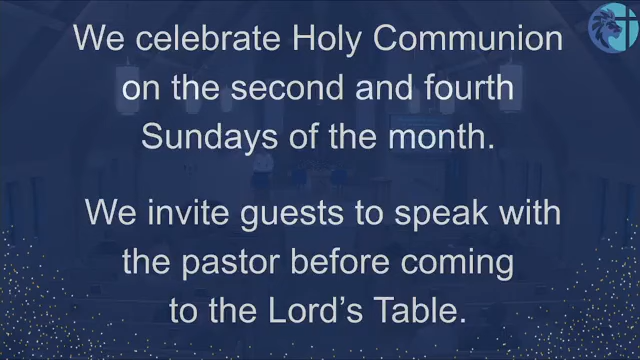 We celebrate Holy Communion
on the second and fourth
Sundays of the month.
We invite guests to speak with
the pastor before coming
to the Lord's Table.